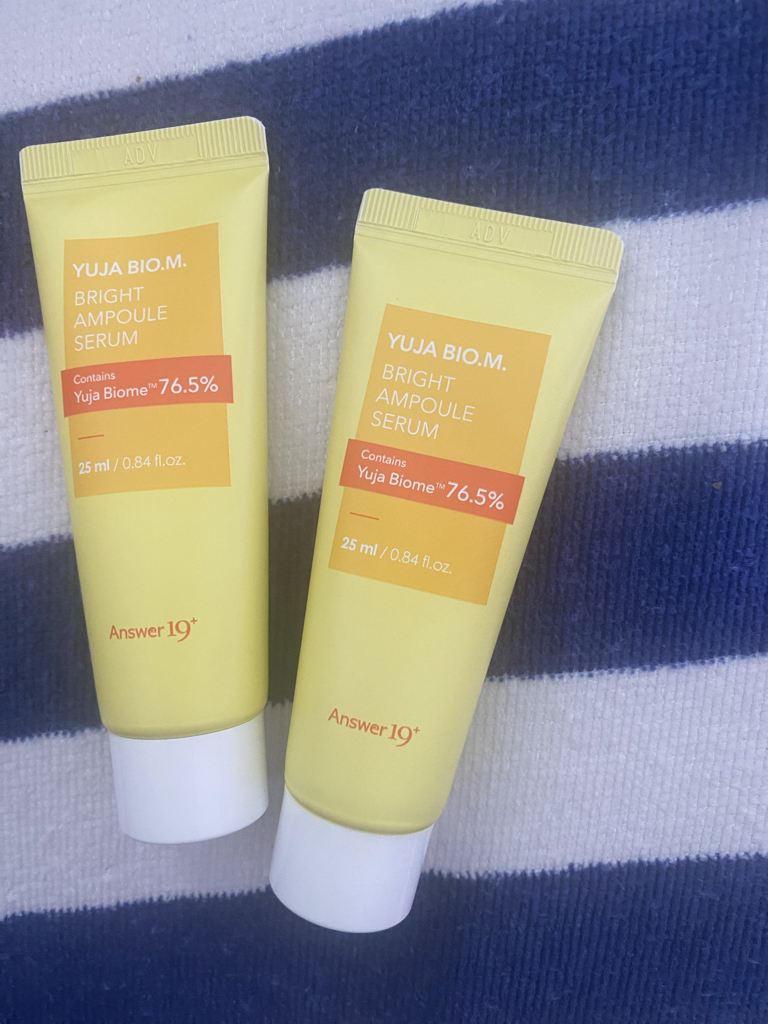 ADV
YUJA BIO.M.
BRIGHT
AMPOULE
SERUM
Contains
Yuja Biome™ 76.5%
25 ml / 0.84 fl.oz.
Answer 19+
ADV
YUJA BIO.M.
BRIGHT
AMPOULE
SERUM
Contains
Yuja Biome™ 76.5%
25 ml / 0.84 fl.oz.
Answer 19+